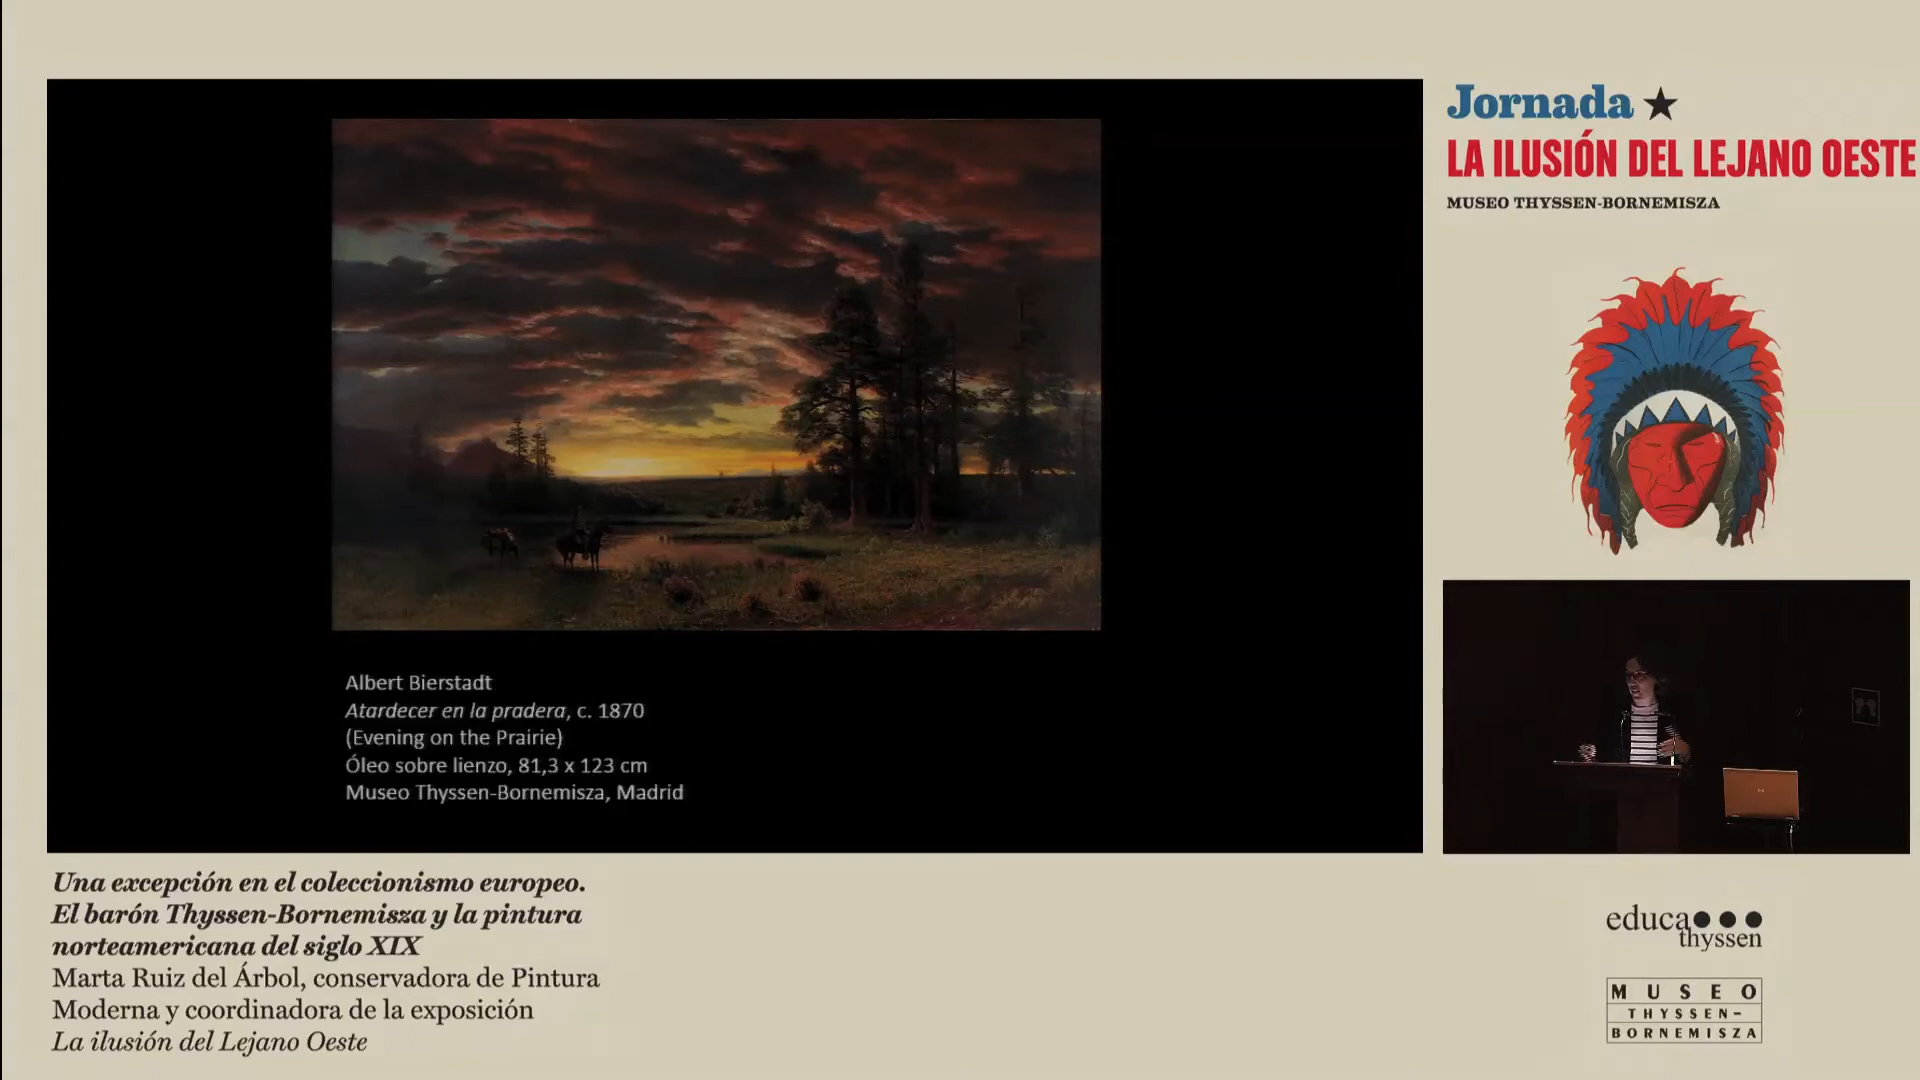 Jornada ★
LA ILUSIÓN DEL LEJANO OESTE
MUSEO THYSSEN-BORNEMISZA
Albert Bierstadt
Atardecer en la pradera, c. 1870
(Evening on the Prairie)
Óleo sobre lienzo, 81,3 x 123 cm
Museo Thyssen-Bornemisza, Madrid
Una excepción en el coleccionismo europeo.
El barón Thyssen-Bornemisza y la pintura
norteamericana del siglo XIX
Marta Ruiz del Árbol, conservadora de Pintura
Moderna y coordinadora de la exposición
La ilusión del Lejano Oeste
educa
thyssen
MUSEO
THYSSEN-
BORNEMISZA